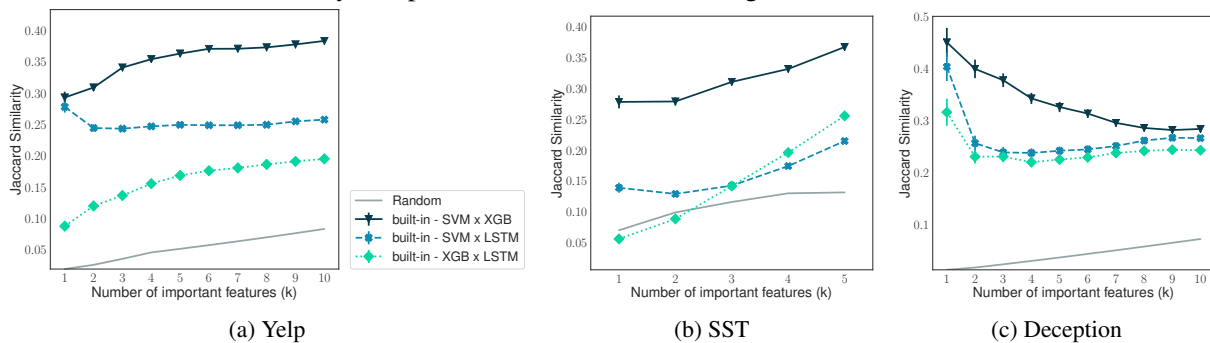 Jaccard Similarity
0.40
0.35
0.30
0.25
0.20
0.15
0.10
0.05
1 2 3 4 5 6 7 8 9 10
Number of important features (k)
(a) Yelp
Random
built-in - SVM x XGB
built-in - SVM x LSTM
built-in - XGB x LSTM
Jaccard Similarity
0.40
0.35
0.30
0.25
0.20
0.15
0.10
0.05
1 2 3 4 5
Number of important features (k)
(b) SST
Jaccard Similarity
0.5
0.4
0.3
0.2
0.1
1 2 3 4 5 6 7 8 9 10
Number of important features (k)
(c) Deception